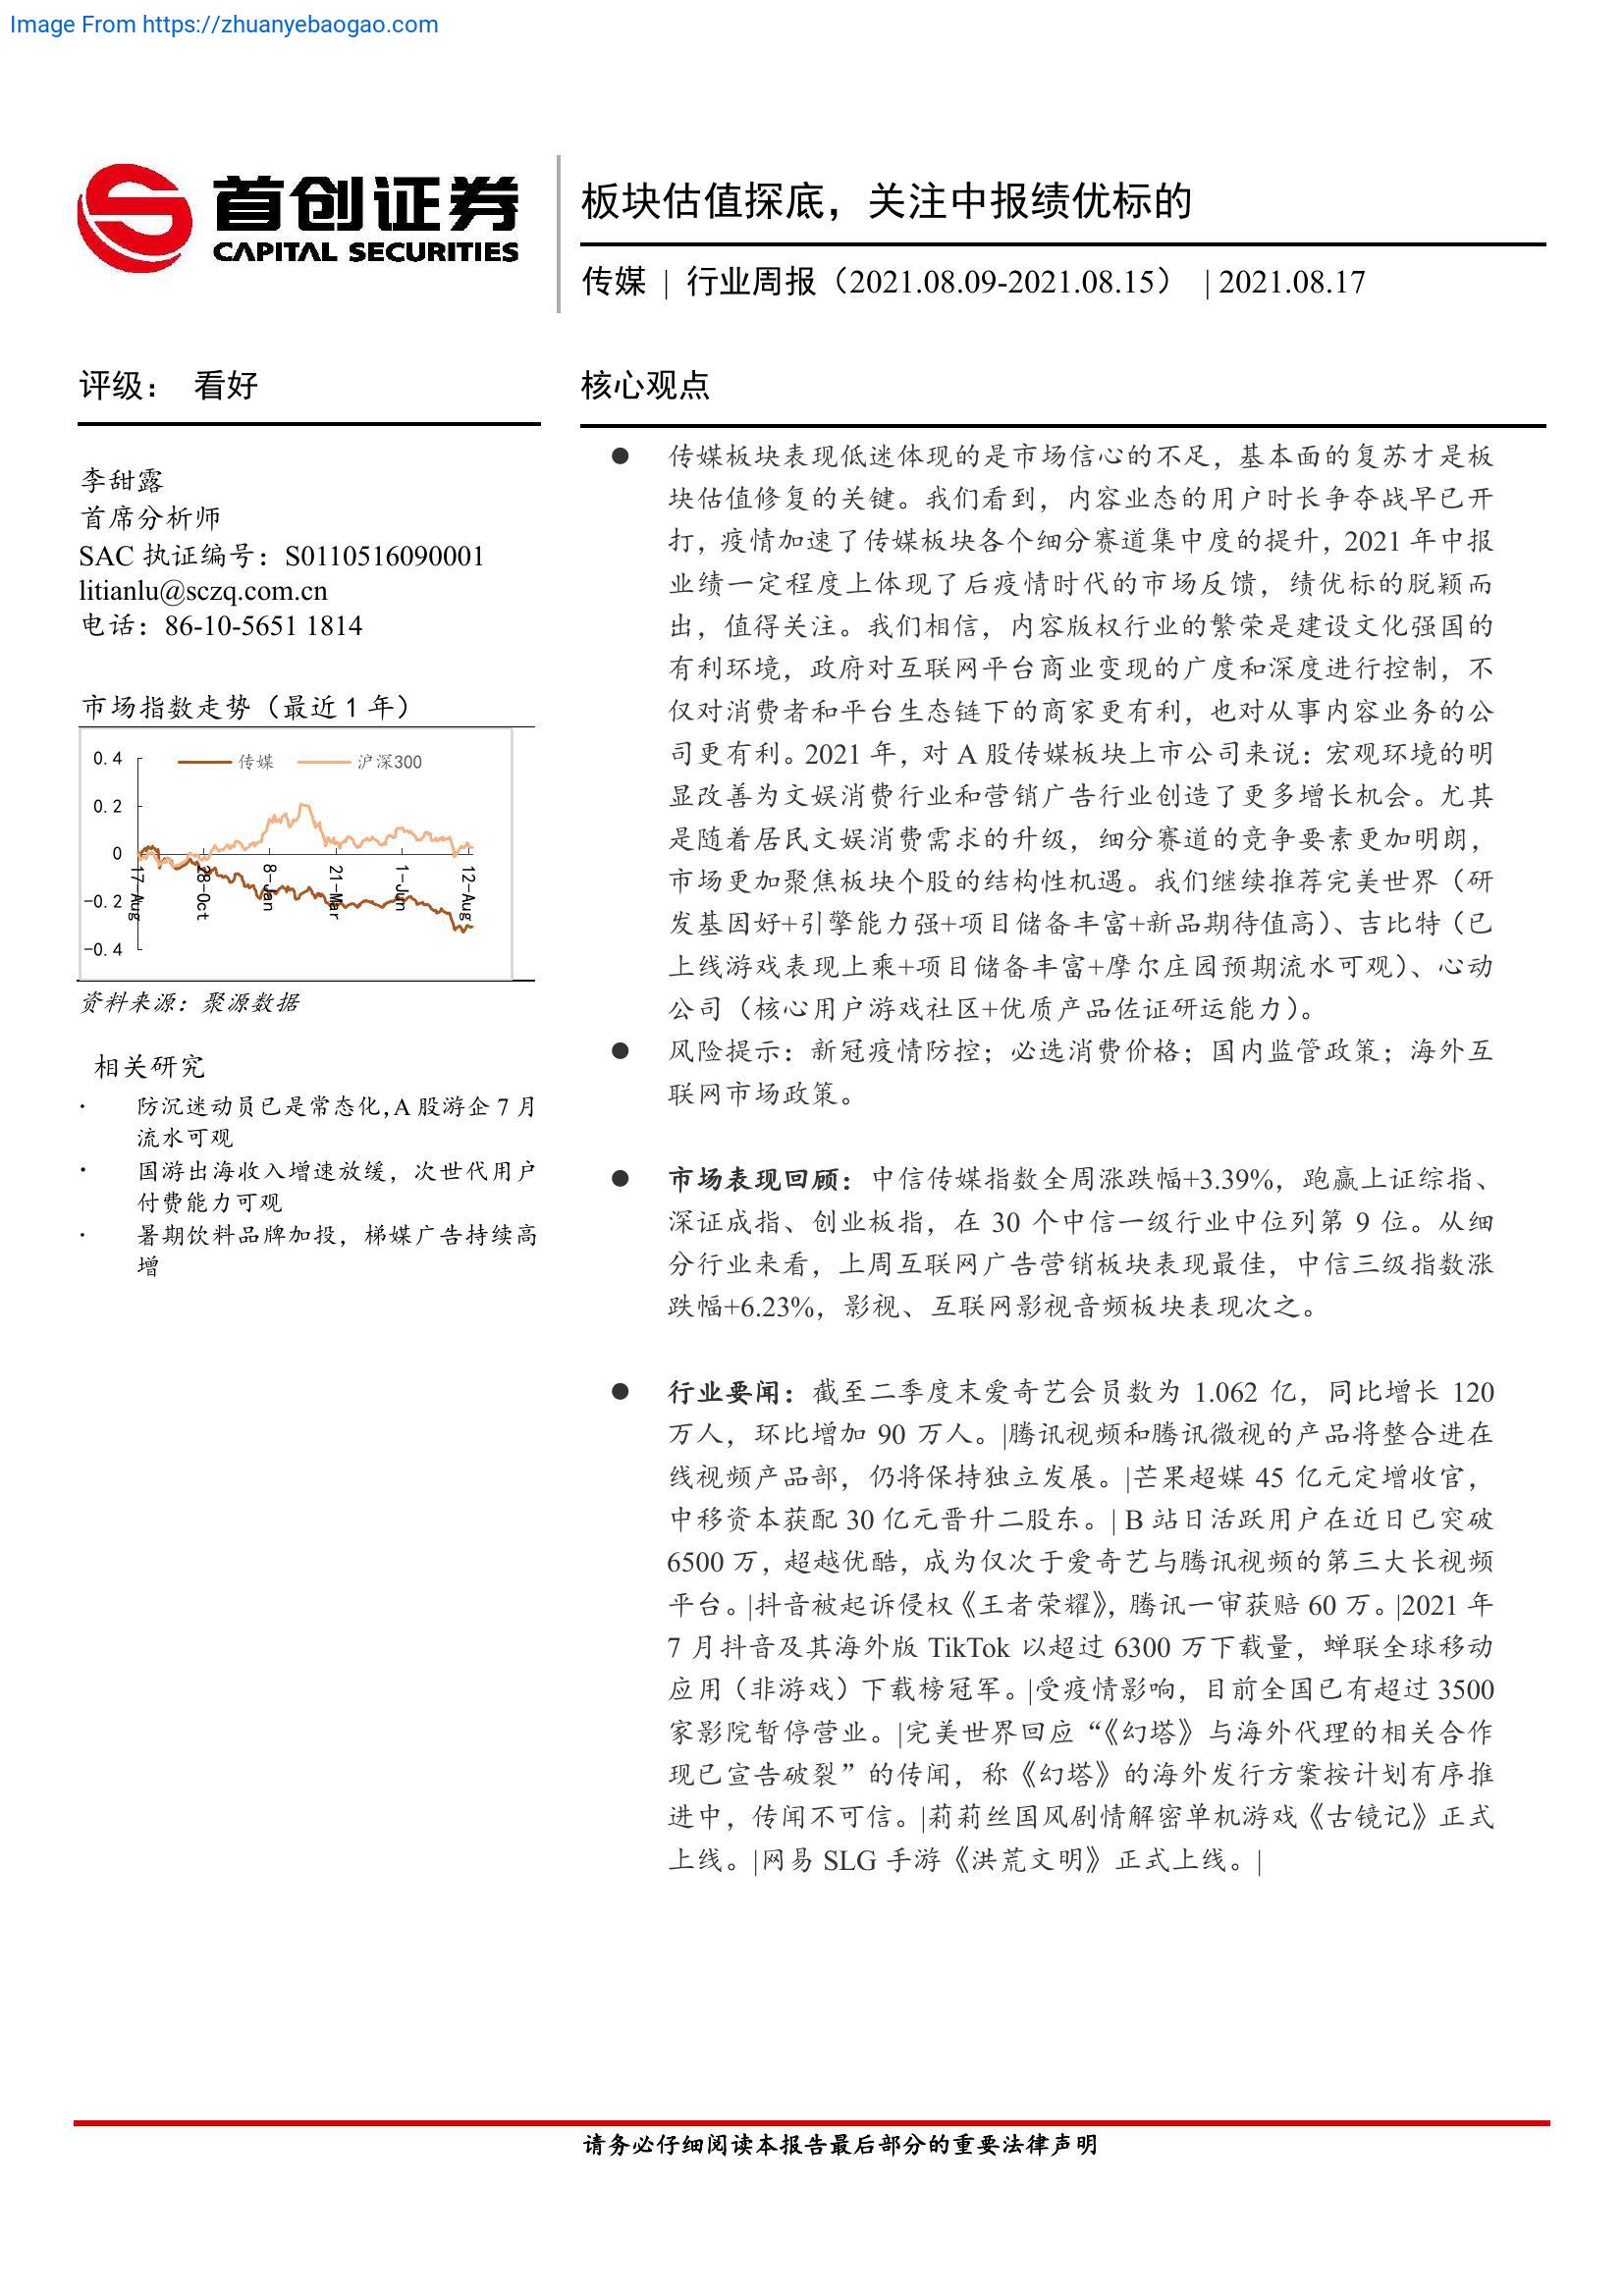 Image From https://zhuanyebaogao.com
首创证券
CAPITAL SECURITIES
板块估值探底，关注中报绩优标的
传媒 | 行业周报（2021.08.09-2021.08.15） | 2021.08.17
评级： 看好
李甜露
首席分析师
SAC 执证编号：S0110516090001
litianlu@sczq.com.cn
电话：86-10-5651 1814
市场指数走势（最近 1 年）
传媒 沪深300
0.4
0.2
0
-0.2
-0.4
17-Aug
28-Oct
8-Jan
21-Mar
1-Jun
12-Aug
资料来源：聚源数据
相关研究
· 防沉迷动员已是常态化,A 股游企 7 月
流水可观
· 国游出海收入增速放缓，次世代用户
付费能力可观
· 暑期饮料品牌加投，梯媒广告持续高
增
核心观点
● 传媒板块表现低迷体现的是市场信心的不足，基本面的复苏才是板
块估值修复的关键。我们看到，内容业态的用户时长争夺战早已开
打，疫情加速了传媒板块各个细分赛道集中度的提升，2021 年中报
业绩一定程度上体现了后疫情时代的市场反馈，绩优标的脱颖而
出，值得关注。我们相信，内容版权行业的繁荣是建设文化强国的
有利环境，政府对互联网平台商业变现的广度和深度进行控制，不
仅对消费者和平台生态链下的商家更有利，也对从事内容业务的公
司更有利。2021 年，对 A 股传媒板块上市公司来说：宏观环境的明
显改善为文娱消费行业和营销广告行业创造了更多增长机会。尤其
是随着居民文娱消费需求的升级，细分赛道的竞争要素更加明朗，
市场更加聚焦板块个股的结构性机遇。我们继续推荐完美世界（研
发基因好+引擎能力强+项目储备丰富+新品期待值高）、吉比特（已
上线游戏表现上乘+项目储备丰富+摩尔庄园预期流水可观）、心动
公司（核心用户游戏社区+优质产品佐证研运能力）。
● 风险提示：新冠疫情防控；必选消费价格；国内监管政策；海外互
联网市场政策。
● 市场表现回顾：中信传媒指数全周涨跌幅+3.39%，跑赢上证综指、
深证成指、创业板指，在 30 个中信一级行业中位列第 9 位。从细
分行业来看，上周互联网广告营销板块表现最佳，中信三级指数涨
跌幅+6.23%，影视、互联网影视音频板块表现次之。
● 行业要闻：截至二季度末爱奇艺会员数为 1.062 亿，同比增长 120
万人，环比增加 90 万人。|腾讯视频和腾讯微视的产品将整合进在
线视频产品部，仍将保持独立发展。|芒果超媒 45 亿元定增收官，
中移资本获配 30 亿元晋升二股东。| B 站日活跃用户在近日已突破
6500 万，超越优酷，成为仅次于爱奇艺与腾讯视频的第三大长视频
平台。|抖音被起诉侵权《王者荣耀》，腾讯一审获赔 60 万。|2021 年
7 月抖音及其海外版 TikTok 以超过 6300 万下载量，蝉联全球移动
应用（非游戏）下载榜冠军。|受疫情影响，目前全国已有超过 3500
家影院暂停营业。|完美世界回应“《幻塔》与海外代理的相关合作
现已宣告破裂”的传闻，称《幻塔》的海外发行方案按计划有序推
进中，传闻不可信。|莉莉丝国风剧情解密单机游戏《古镜记》正式
上线。|网易 SLG 手游《洪荒文明》正式上线。|
请务必仔细阅读本报告最后部分的重要法律声明